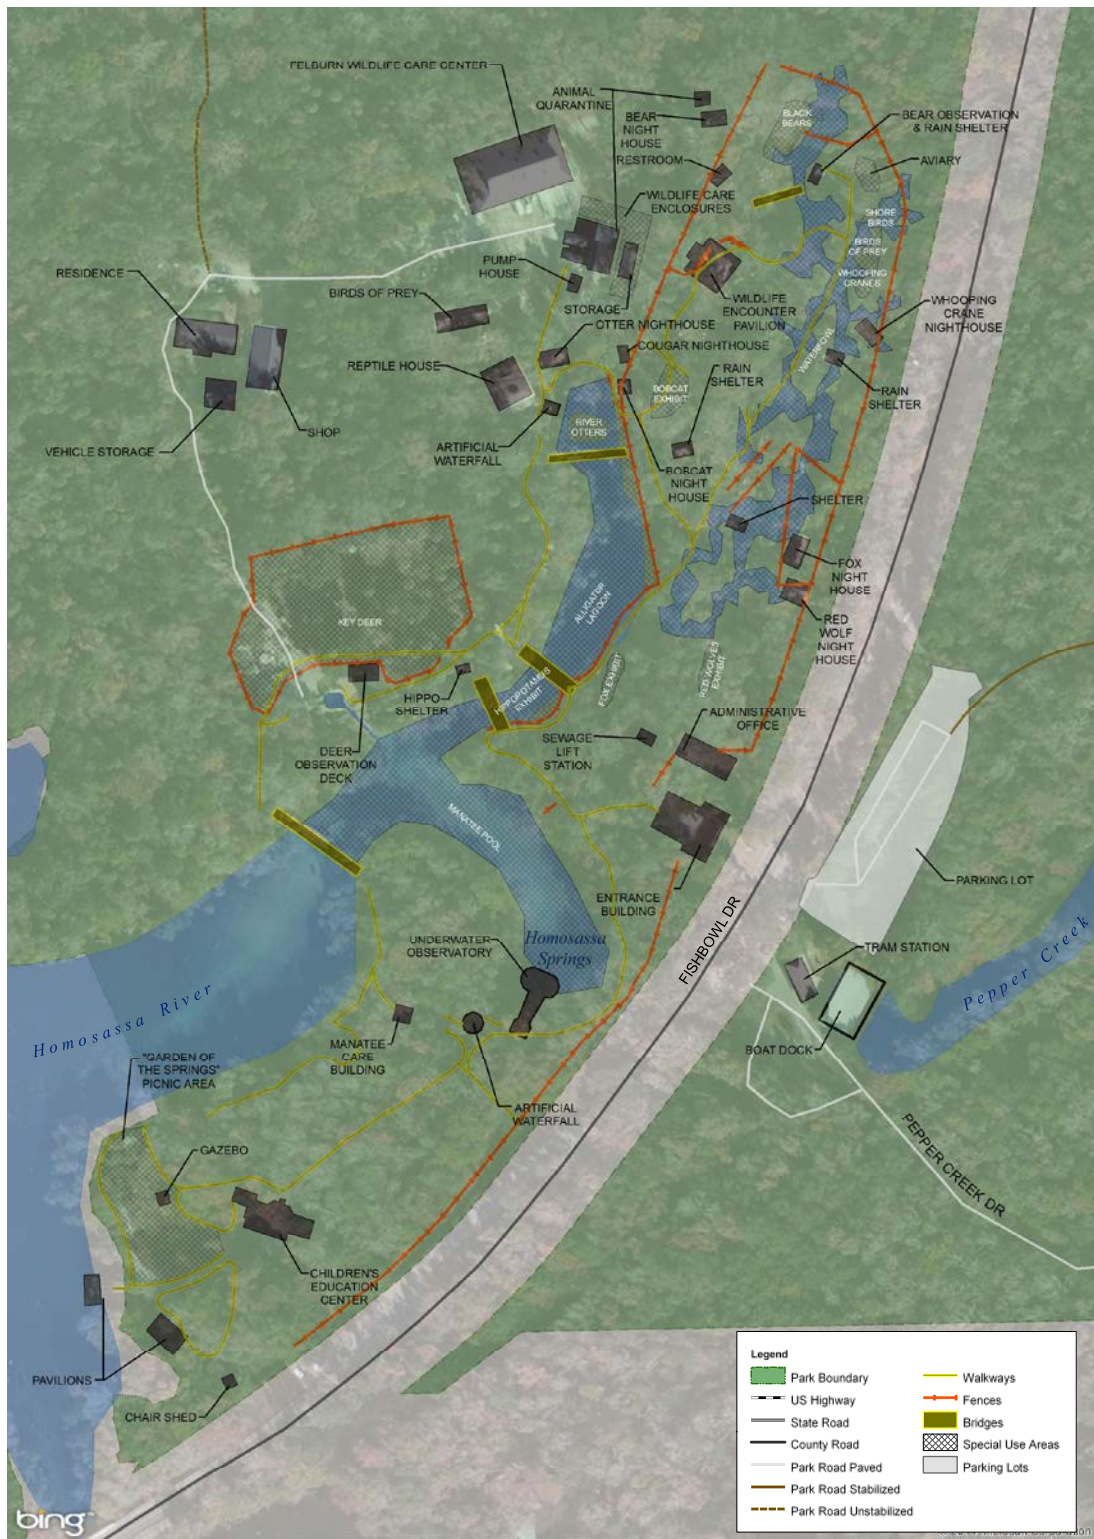 FELBURN WILDLIFE CARE CENTER
ANIMAL
QUARANTINE
BEAR
NIGHT
HOUSE
RESTROOM
BLACK
BEARS
BEAR OBSERVATION
& RAIN SHELTER
AVIARY
WILDLIFE CARE
ENCLOSURES
SHORE
BIRDS
BIRDS
OF PREY
WHOOPING
CRANES
PUMP
HOUSE
RESIDENCE
BIRDS OF PREY
STORAGE
WILDLIFE
ENCOUNTER
PAVILION
WHOOPING
CRANE
NIGHTHOUSE
OTTER NIGHTHOUSE
COUGAR NIGHTHOUSE
WATERFOWL
REPTILE HOUSE
RAIN
SHELTER
BOBCAT
EXHIBIT
RAIN
SHELTER
RIVER
OTTERS
SHOP
VEHICLE STORAGE
ARTIFICIAL
WATERFALL
BOBCAT
NIGHT
HOUSE
SHELTER
FOX
NIGHT
HOUSE
ALLIGATOR
LAGOON
KEY DEER
RED
WOLF
NIGHT
HOUSE
FOX EXHIBIT
RED WOLVES
EXHIBIT
HIPPO
SHELTER
HIPPOPOTAMUS
EXHIBIT
ADMINISTRATIVE
OFFICE
SEWAGE
LIFT
STATION
DEER
OBSERVATION
DECK
MANATEE POOL
PARKING LOT
ENTRANCE
BUILDING
FISHBOWL DR
UNDERWATER
OBSERVATORY
Homosassa
Springs
TRAM STATION
Pepper Creek
Homosassa River
MANATEE
CARE
BUILDING
BOAT DOCK
"GARDEN OF
THE SPRINGS"
PICNIC AREA
ARTIFICIAL
WATERFALL
PEPPER CREEK DR
GAZEBO
CHILDREN'S
EDUCATION
CENTER
PAVILIONS
CHAIR SHED
Legend
Park Boundary
US Highway
State Road
County Road
Park Road Paved
Park Road Stabilized
Park Road Unstabilized
Walkways
Fences
Bridges
Special Use Areas
Parking Lots
bing